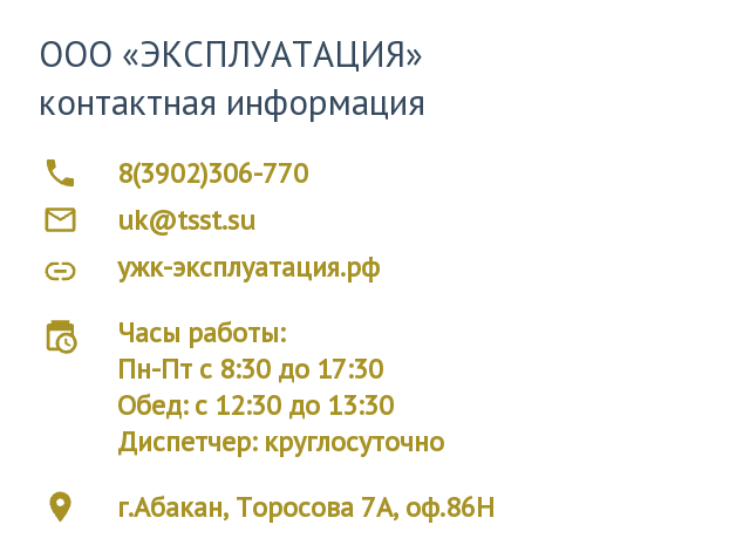 ООО «ЭКСПЛУАТАЦИЯ»
контактная информация
8(3902)306-770
uk@tsst.su
ужк-эксплуатация.рф
Часы работы:
Пн-Пт с 8:30 до 17:30
Обед: с 12:30 до 13:30
Диспетчер: круглосуточно
г.Абакан, Торосова 7А, оф.86Н